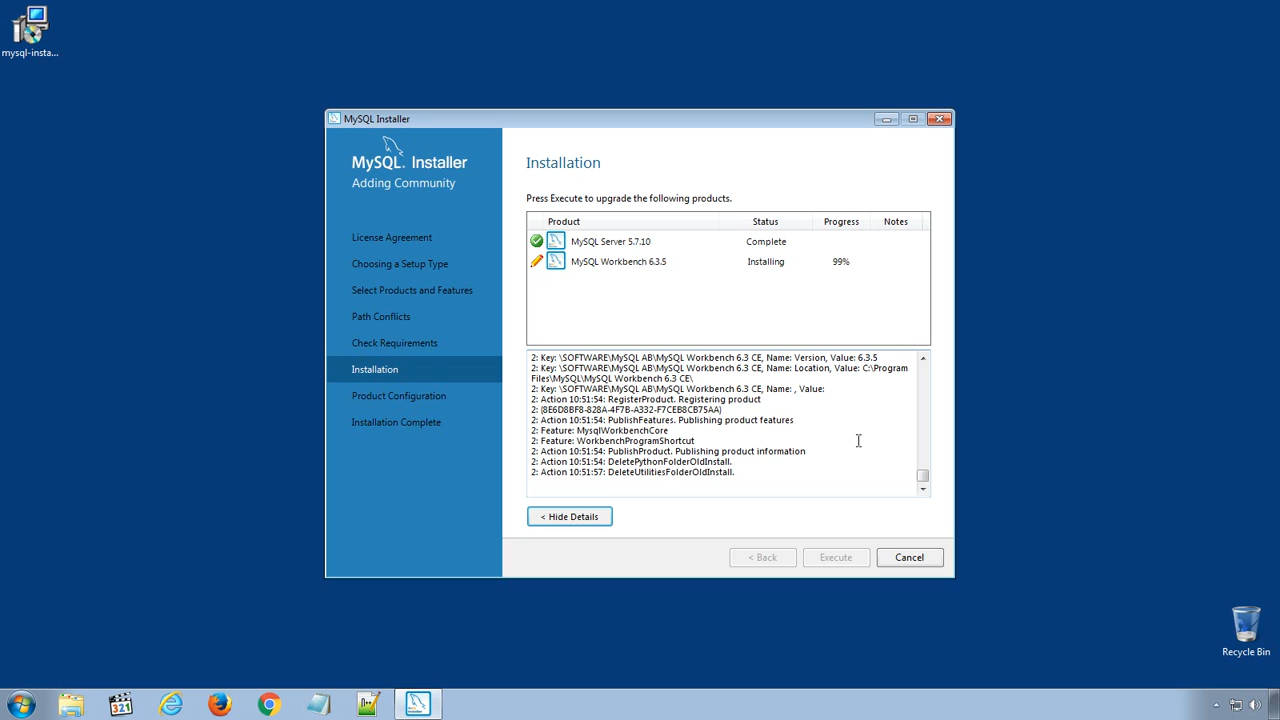 mysql-insta...
MySQL Installer
MySQL. Installer
Adding Community
License Agreement
Choosing a Setup Type
Select Products and Features
Path Conflicts
Check Requirements
Installation
Product Configuration
Installation Complete
Installation
Press Execute to upgrade the following products.
Product Status Progress Notes
MySQL Server 5.7.10 Complete
MySQL Workbench 6.3.5 Installing 99%
2: Key: \SOFTWARE\MySQL AB\MySQL Workbench 6.3 CE, Name: Version, Value: 6.3.5
2: Key: \SOFTWARE\MySQL AB\MySQL Workbench 6.3 CE, Name: Location, Value: C:\Program
Files\MySQL\MySQL Workbench 6.3 CE\
2: Key: \SOFTWARE\MySQL AB\MySQL Workbench 6.3 CE, Name: , Value:
2: Action 10:51:54: RegisterProduct. Registering product
2: {8E6D8BF8-828A-4F7B-A332-F7CEB8CB75AA}
2: Action 10:51:54: PublishFeatures. Publishing product features
2: Feature: MysqlWorkbenchCore
2: Feature: WorkbenchProgramShortcut
2: Action 10:51:54: PublishProduct. Publishing product information
2: Action 10:51:54: DeletePythonFolderOldInstall.
2: Action 10:51:57: DeleteUtilitiesFolderOldInstall.
< Hide Details
< Back Execute Cancel
Recycle Bin
321